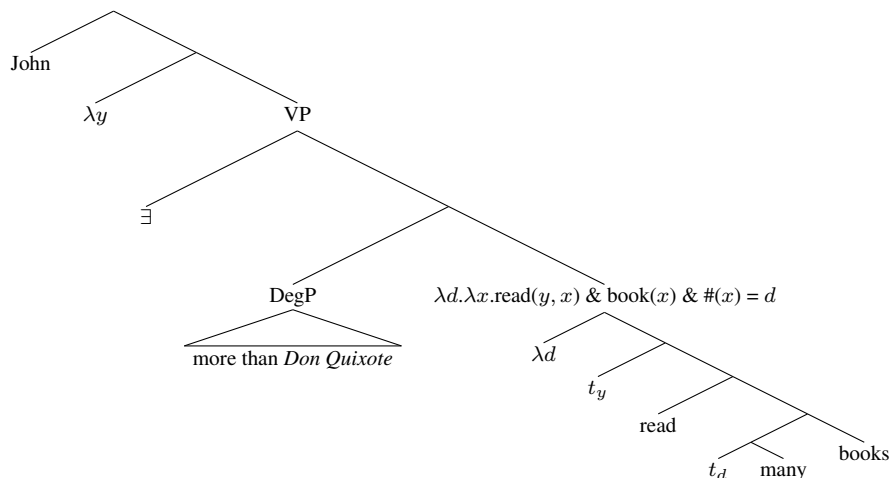 John
λy
VP
∃
DegP
λd.λx.read(y, x) & book(x) & #(x) = d
more than Don Quixote
λd
t_y
read
books
t_d
many